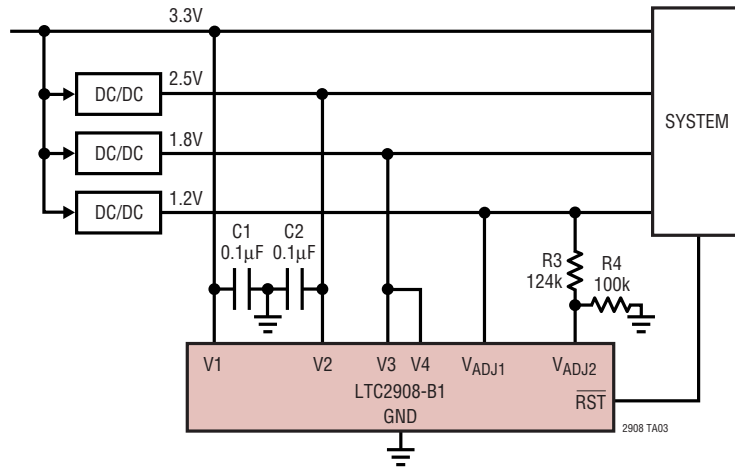 3.3V
2.5V
DC/DC
1.8V
DC/DC
1.2V
DC/DC
SYSTEM
C1
0.1µF
C2
0.1µF
R3
124k
R4
100k
V1
V2
V3
V4
VADJ1
VADJ2
LTC2908-B1
GND
RST
2908 TA03